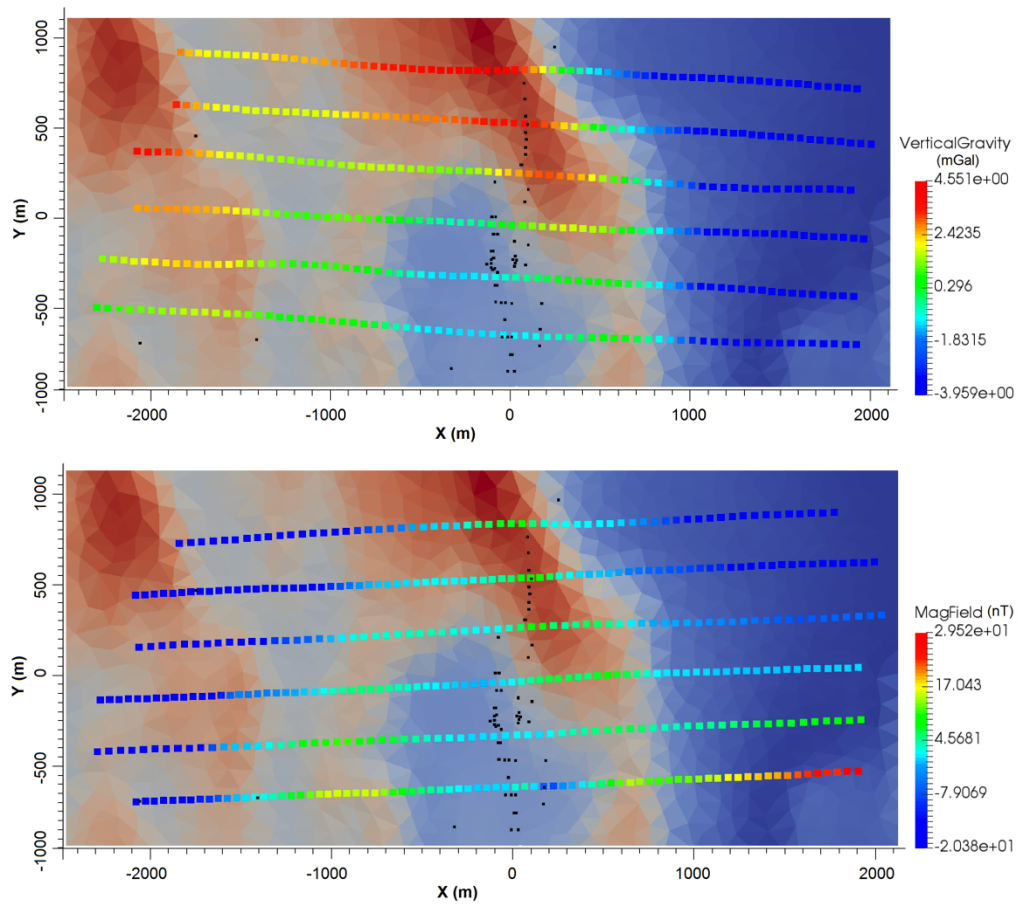 1000
500
0
-500
-1000
Y (m)
-2000
-1000
0
1000
2000
X (m)
VerticalGravity
(mGal)
4.551e+00
2.4235
0.296
-1.8315
-3.959e+00
1000
500
0
-500
-1000
Y (m)
-2000
-1000
0
1000
2000
X (m)
MagField (nT)
2.952e+01
17.043
4.5681
-7.9069
-2.038e+01